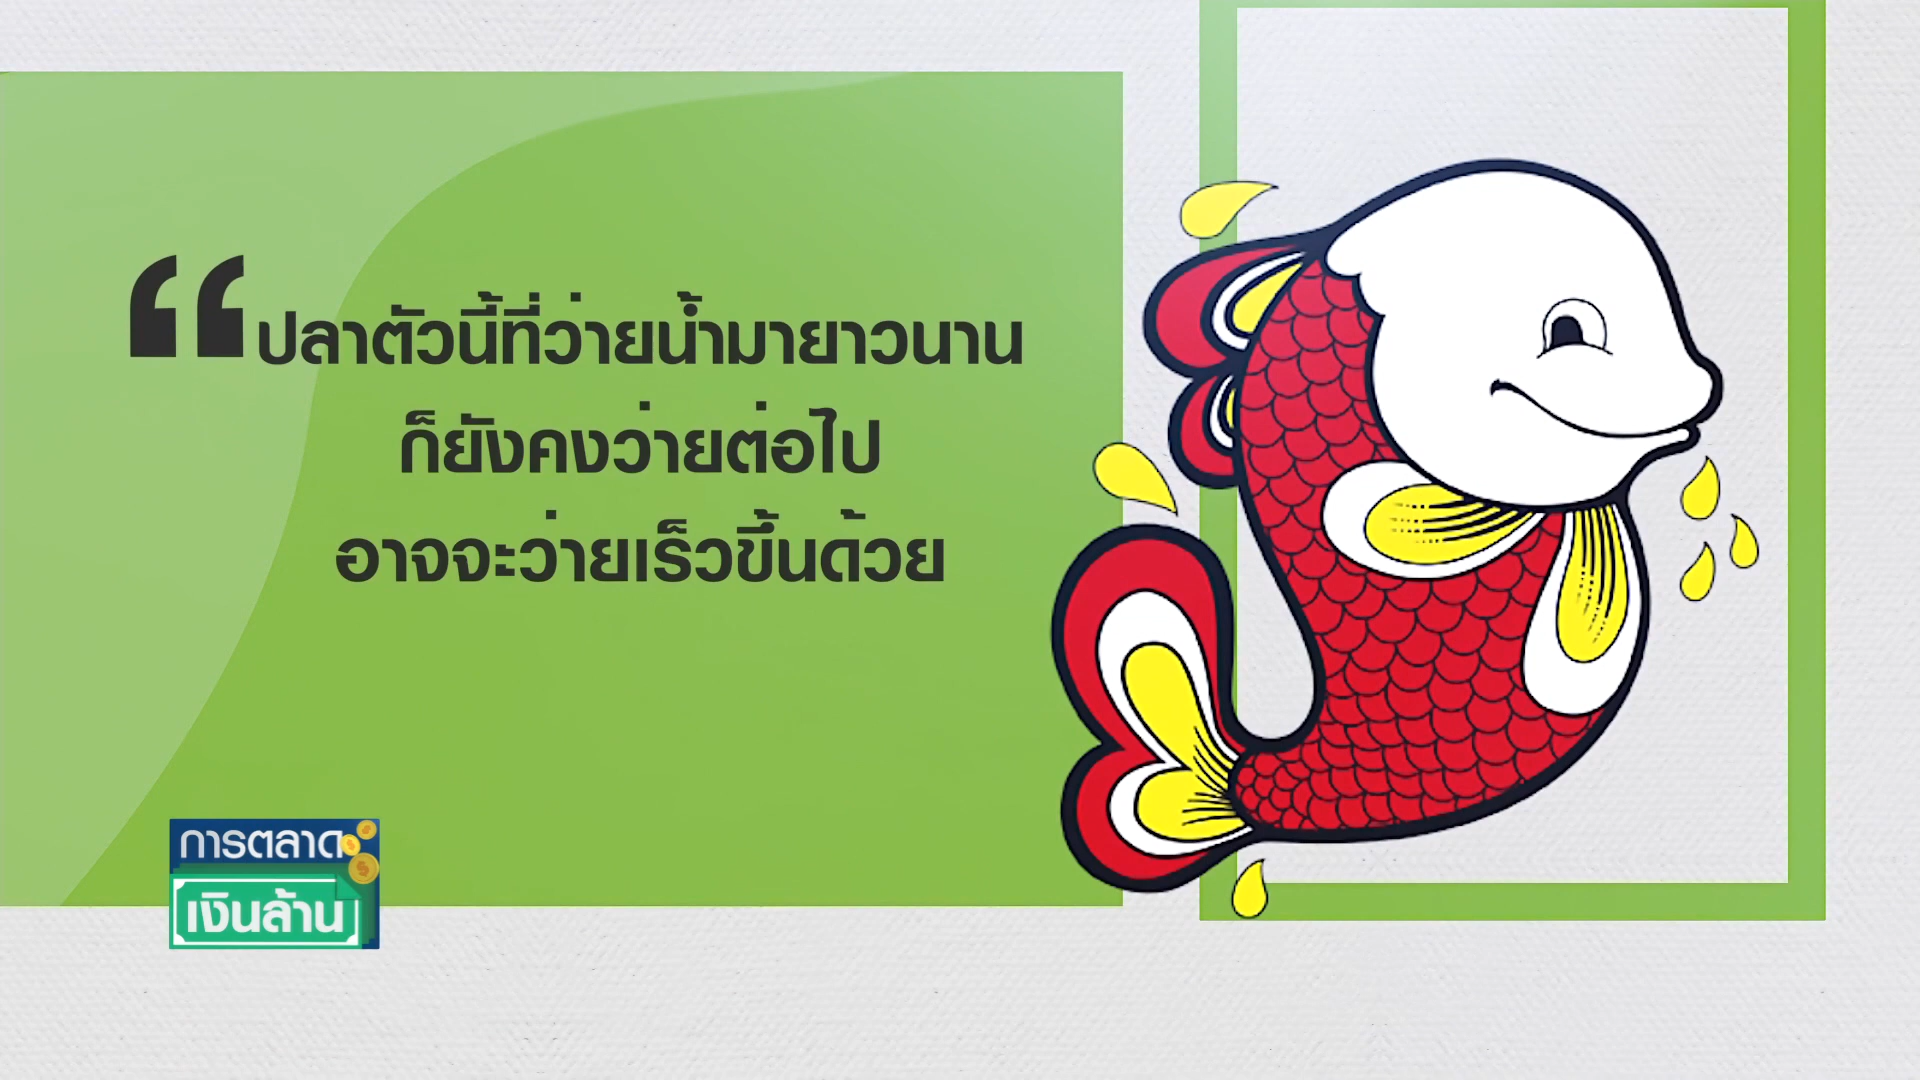 “ปลาตัวนี้ที่ว่ายน้ำมายาวนาน
ก็ยังคงว่ายต่อไป
อาจจะว่ายเร็วขึ้นด้วย
การตลาด
เงินล้าน